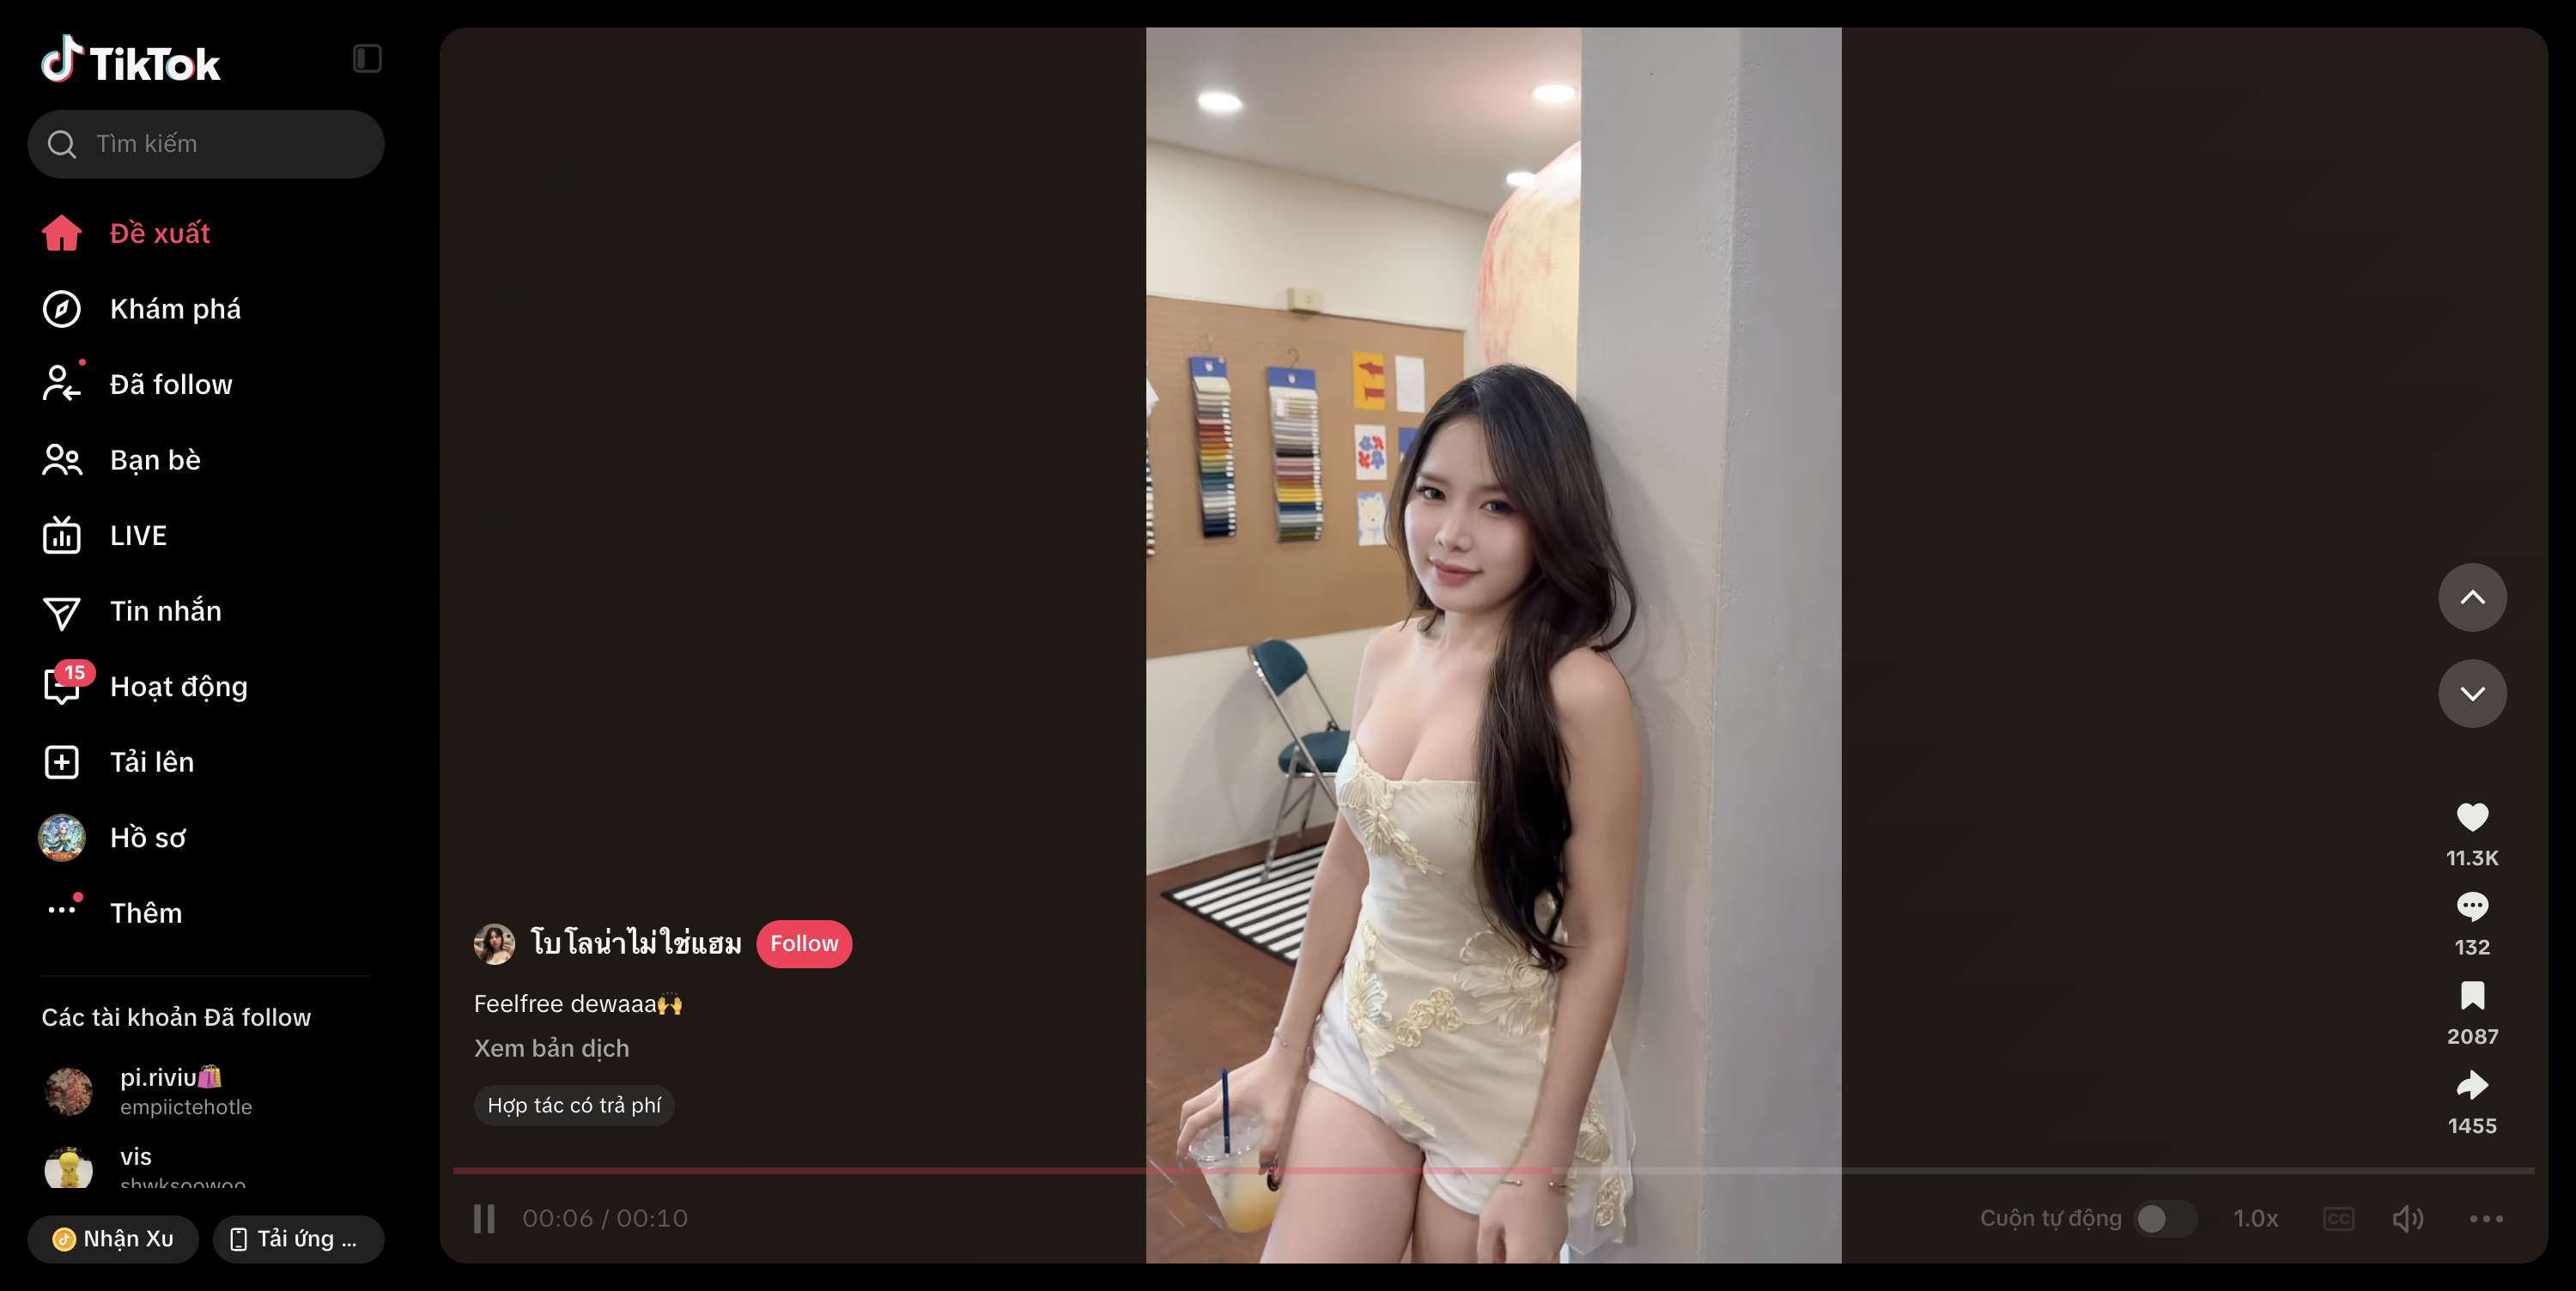 TikTok
Tìm kiếm
Đề xuất
Khám phá
Đã follow
Bạn bè
LIVE
Tin nhắn
15
Hoạt động
Tải lên
Hồ sơ
Thêm
Các tài khoản Đã follow
pi.riviu🛍️
empiictehotle
vis
shwksoowoo
Nhận Xu
Tải ứng ...
โบโลน่าไม่ใช่แฮม
Follow
Feelfree dewaaa🙌
Xem bản dịch
Hợp tác có trả phí
00:06 / 00:10
11.3K
132
2087
1455
Cuộn tự động
1.0x
CC